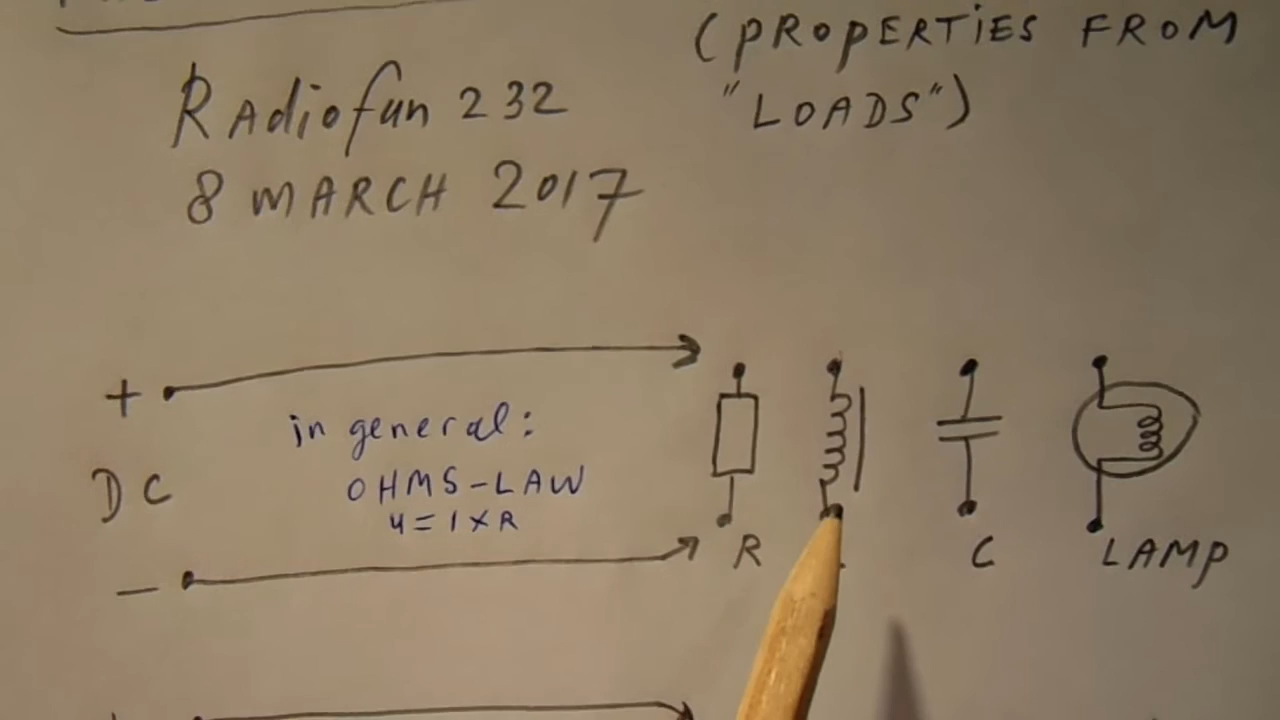 (PROPERTIES FROM
"LOADS")
RAdiofun 232
8 MARCH 2017
+
in general:
DC
OHMS-LAW
U = I X R
-
R
C
LAMP